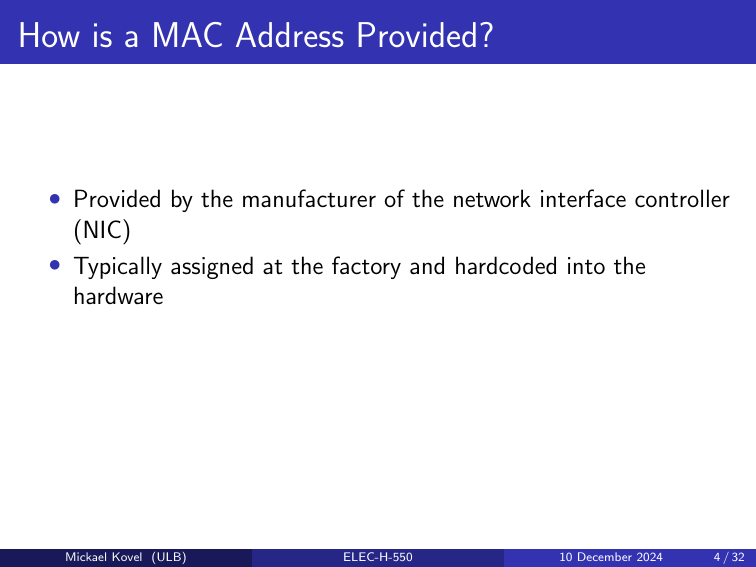 How is a MAC Address Provided?
• Provided by the manufacturer of the network interface controller
(NIC)
• Typically assigned at the factory and hardcoded into the
hardware
Mickael Kovel (ULB) ELEC-H-550 10 December 2024 4 / 32